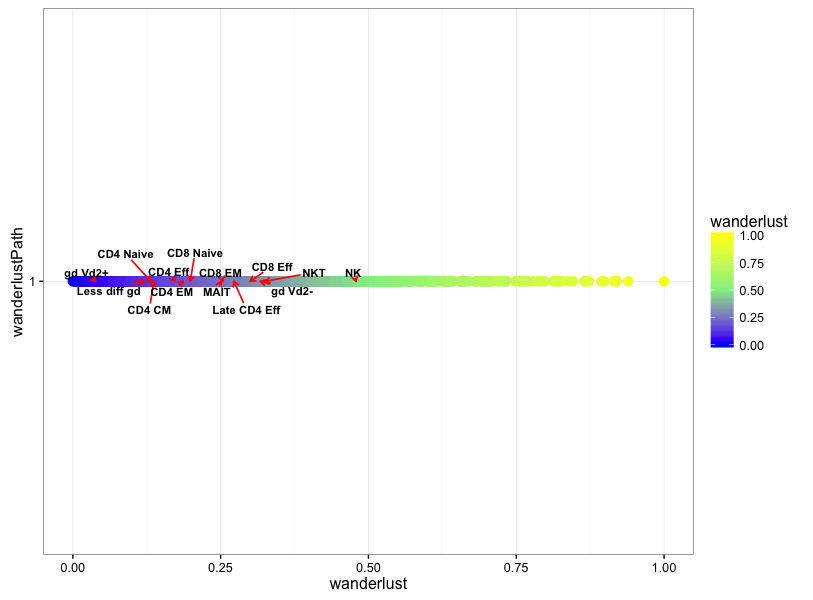 wanderlustPath
1
CD4 Naive
CD8 Naive
gd Vd2+
CD4 Eff
CD8 EM
CD8 Eff
NKT
NK
Less diff gd
CD4 EM
MAIT
gd Vd2-
CD4 CM
Late CD4 Eff
0.00
0.25
0.50
0.75
1.00
wanderlust
wanderlust
1.00
0.75
0.50
0.25
0.00